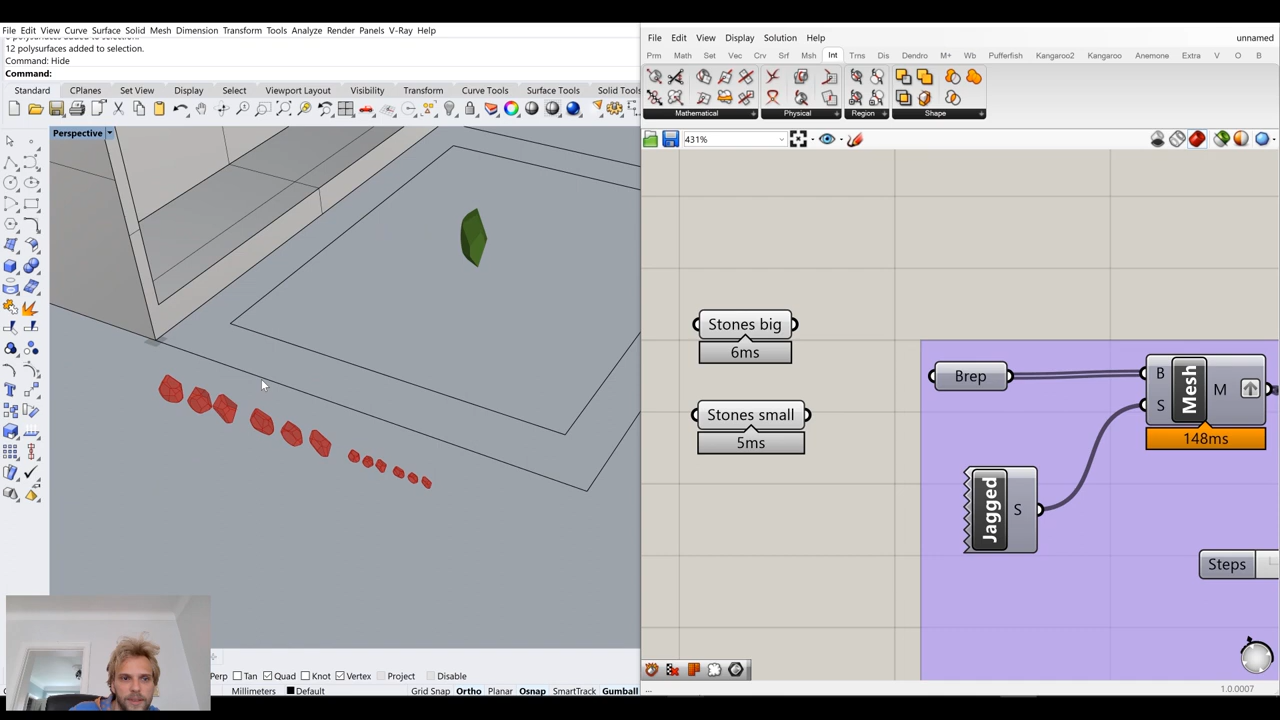 File Edit View Curve Surface Solid Mesh Dimension Transform Tools Analyze Render Panels V-Ray Help
12 polysurfaces added to selection.
Command: Hide
Command:
Standard CPlanes Set View Display Select Viewport Layout Visibility Transform Curve Tools Surface Tools Solid Tools
Perspective
Perp Tan Quad Knot Vertex Project Disable
Millimeters Default Grid Snap Ortho Planar Osnap SmartTrack Gumball
File Edit View Display Solution Help unnamed
Prm Math Set Vec Crv Srf Msh Int Trns Dis Dendro M+ Wb Pufferfish Kangaroo2 Kangaroo Anemone Extra V O B
Mathematical Physical Region Shape
431%
Stones big
6ms
Stones small
5ms
Brep
B
S
Mesh
M
148ms
Jagged
S
Steps
...
1.0.0007